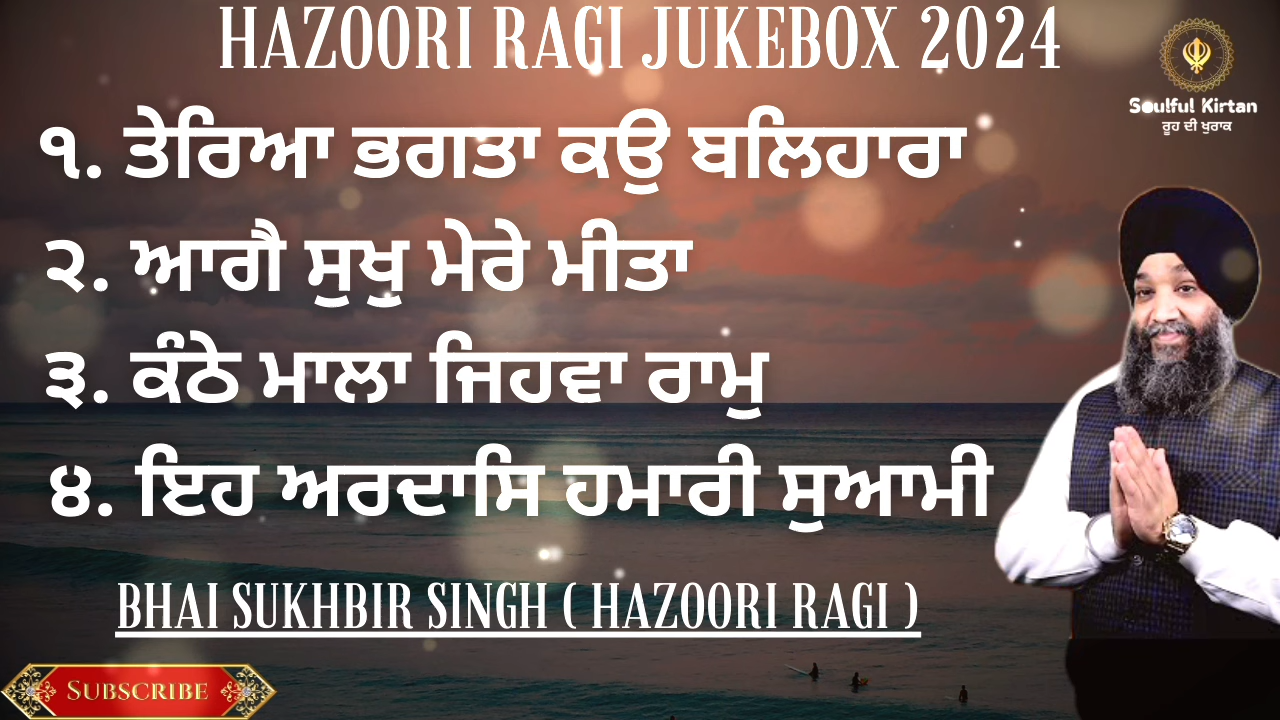 HAZOORI RAGI JUKEBOX 2024
Soulful Kirtan
ਰੂਹ ਦੀ ਖੁਰਾਕ
੧. ਤੇਰਿਆ ਭਗਤਾ ਕਉ ਬਲਿਹਾਰਾ
੨. ਆਗੈ ਸੁਖੁ ਮੇਰੇ ਮੀਤਾ
੩. ਕੰਠੇ ਮਾਲਾ ਜਿਹਵਾ ਰਾਮੁ
੪. ਇਹ ਅਰਦਾਸਿ ਹਮਾਰੀ ਸੁਆਮੀ
BHAI SUKHBIR SINGH ( HAZOORI RAGI )
SUBSCRIBE